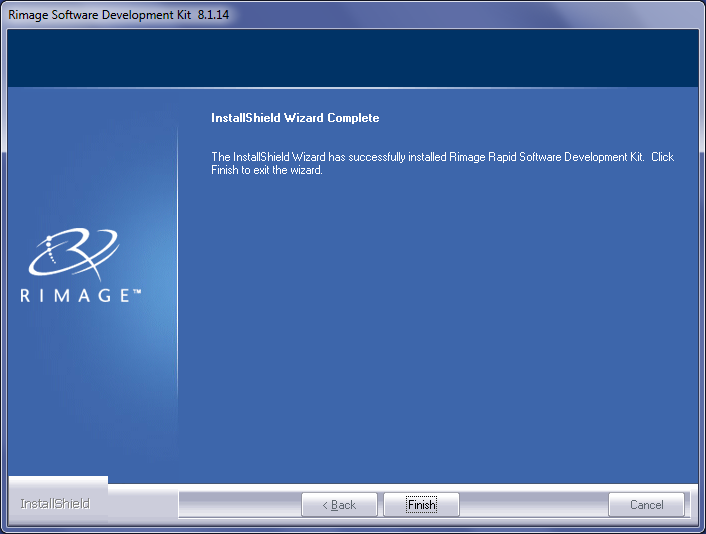 Rimage Software Development Kit 8.1.14
InstallShield Wizard Complete
The InstallShield Wizard has successfully installed Rimage Rapid Software Development Kit. Click
Finish to exit the wizard.
RIMAGE™
InstallShield
< Back
Finish
Cancel